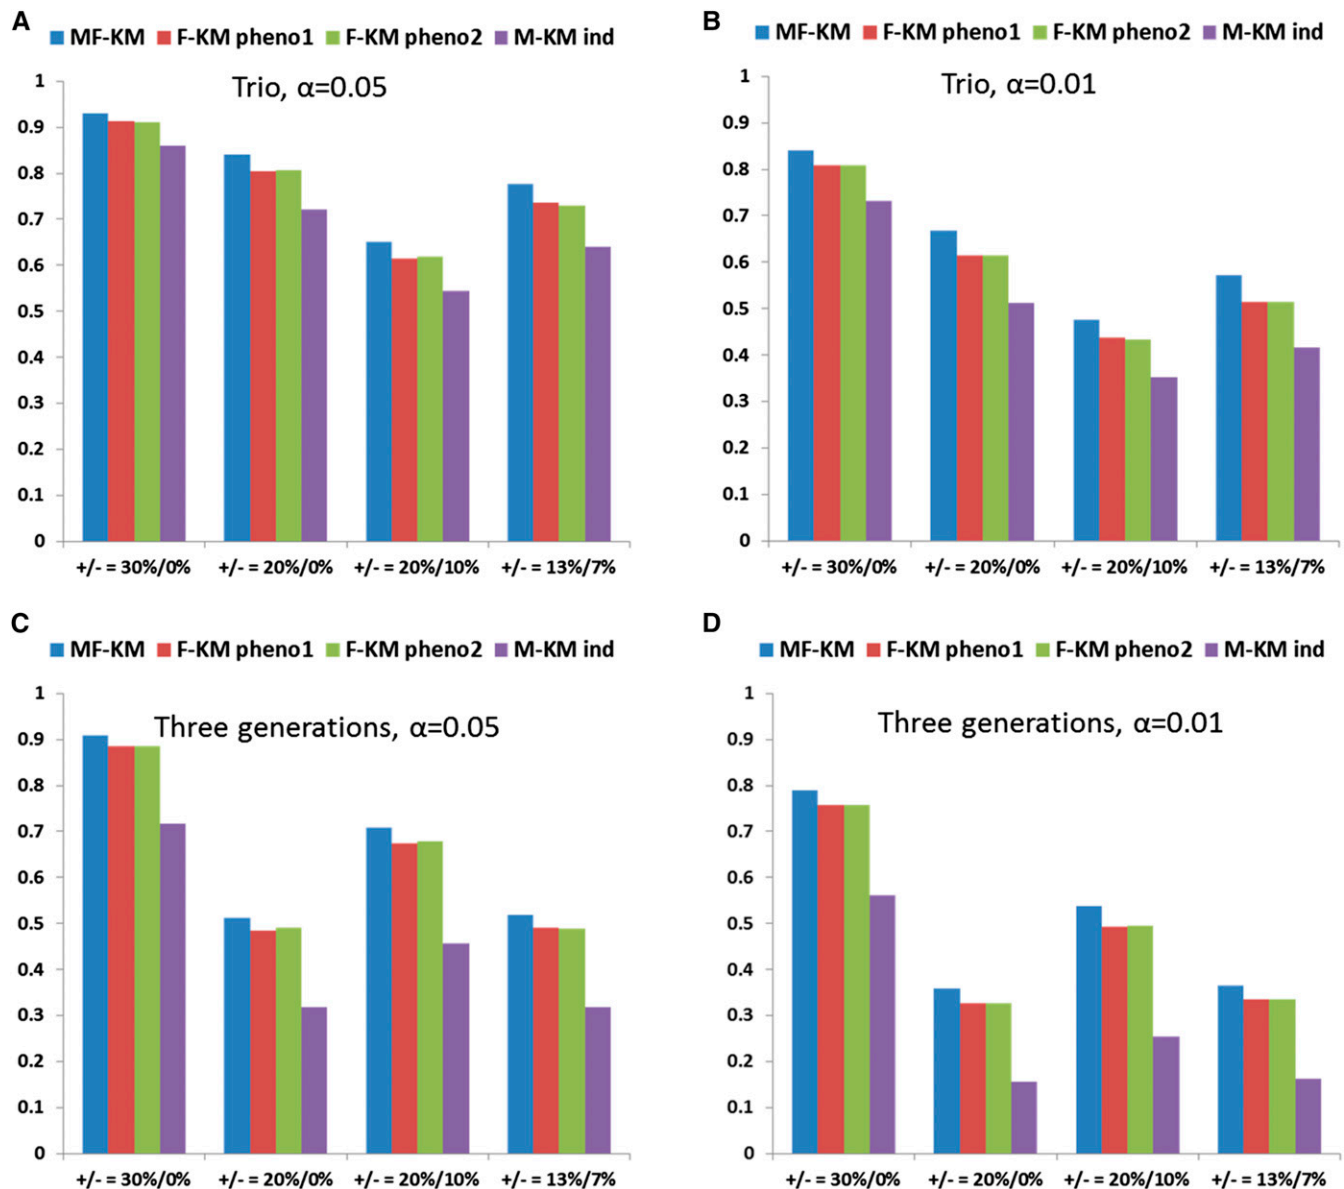 A
MF-KM F-KM pheno1 F-KM pheno2 M-KM ind
Trio, α=0.05
1
0.9
0.8
0.7
0.6
0.5
0.4
0.3
0.2
0.1
0
+/- = 30%/0% +/- = 20%/0% +/- = 20%/10% +/- = 13%/7%
B
MF-KM F-KM pheno1 F-KM pheno2 M-KM ind
Trio, α=0.01
1
0.9
0.8
0.7
0.6
0.5
0.4
0.3
0.2
0.1
0
+/- = 30%/0% +/- = 20%/0% +/- = 20%/10% +/- = 13%/7%
C
MF-KM F-KM pheno1 F-KM pheno2 M-KM ind
Three generations, α=0.05
1
0.9
0.8
0.7
0.6
0.5
0.4
0.3
0.2
0.1
0
+/- = 30%/0% +/- = 20%/0% +/- = 20%/10% +/- = 13%/7%
D
MF-KM F-KM pheno1 F-KM pheno2 M-KM ind
Three generations, α=0.01
1
0.9
0.8
0.7
0.6
0.5
0.4
0.3
0.2
0.1
0
+/- = 30%/0% +/- = 20%/0% +/- = 20%/10% +/- = 13%/7%